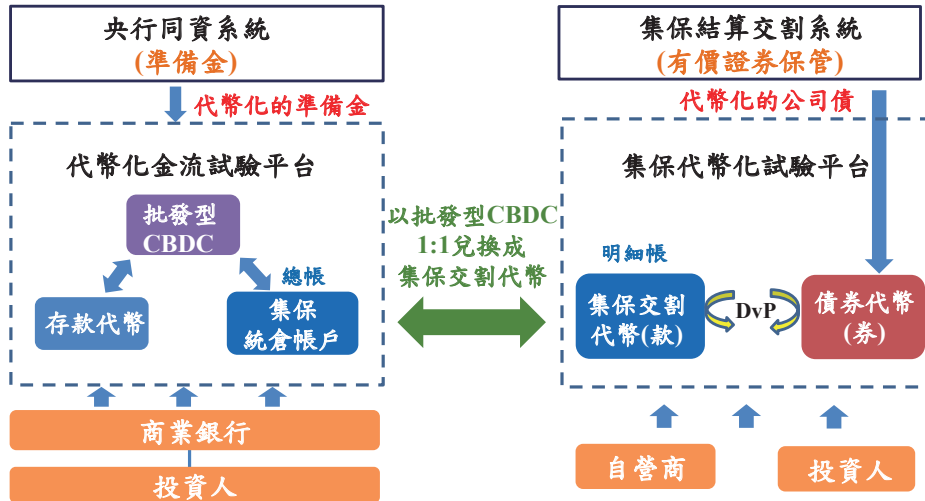 央行同資系統
(準備金)
代幣化的準備金
代幣化金流試驗平台
批發型
CBDC
總帳
存款代幣
集保
統倉帳戶
商業銀行
投資人
以批發型CBDC
1:1兌換成
集保交割代幣
集保結算交割系統
(有價證券保管)
代幣化的公司債
集保代幣化試驗平台
明細帳
集保交割
代幣(款)
DvP
債券代幣
(券)
自營商
投資人